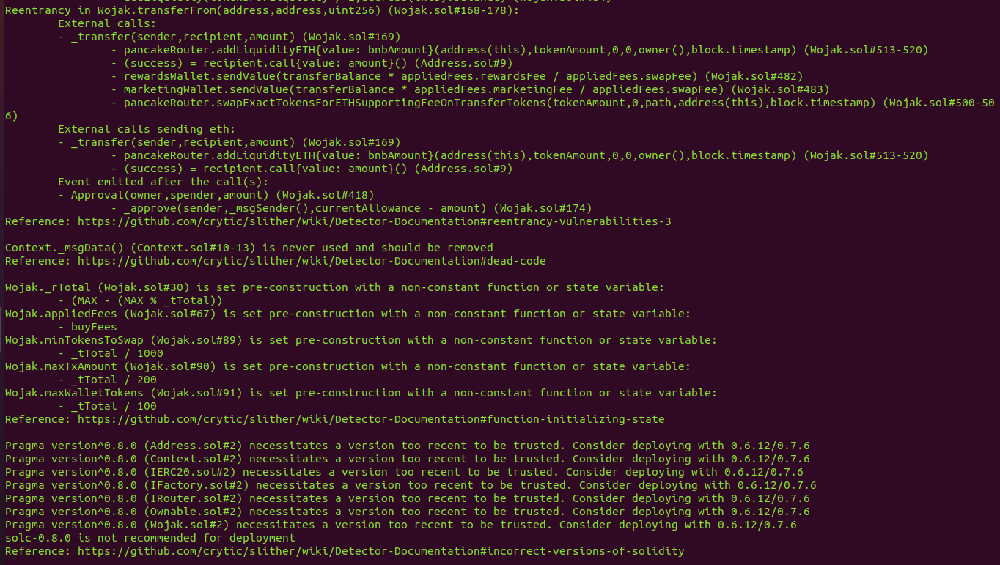 Reentrancy in Wojak.transferFrom(address,address,uint256) (Wojak.sol#168-178):
External calls:
- _transfer(sender,recipient,amount) (Wojak.sol#169)
- pancakeRouter.addLiquidityETH{value: bnbAmount}(address(this),tokenAmount,0,0,owner(),block.timestamp) (Wojak.sol#513-520)
- (success) = recipient.call{value: amount}() (Address.sol#9)
- rewardsWallet.sendValue(transferBalance * appliedFees.rewardsFee / appliedFees.swapFee) (Wojak.sol#482)
- marketingWallet.sendValue(transferBalance * appliedFees.marketingFee / appliedFees.swapFee) (Wojak.sol#483)
- pancakeRouter.swapExactTokensForETHSupportingFeeOnTransferTokens(tokenAmount,0,path,address(this),block.timestamp) (Wojak.sol#500-50
6)
External calls sending eth:
- _transfer(sender,recipient,amount) (Wojak.sol#169)
- pancakeRouter.addLiquidityETH{value: bnbAmount}(address(this),tokenAmount,0,0,owner(),block.timestamp) (Wojak.sol#513-520)
- (success) = recipient.call{value: amount}() (Address.sol#9)
Event emitted after the call(s):
- Approval(owner,spender,amount) (Wojak.sol#418)
- _approve(sender,_msgSender(),currentAllowance - amount) (Wojak.sol#174)
Reference: https://github.com/crytic/slither/wiki/Detector-Documentation#reentrancy-vulnerabilities-3
Context._msgData() (Context.sol#10-13) is never used and should be removed
Reference: https://github.com/crytic/slither/wiki/Detector-Documentation#dead-code
Wojak._rTotal (Wojak.sol#30) is set pre-construction with a non-constant function or state variable:
- (MAX - (MAX % _tTotal))
Wojak.appliedFees (Wojak.sol#67) is set pre-construction with a non-constant function or state variable:
- buyFees
Wojak.minTokensToSwap (Wojak.sol#89) is set pre-construction with a non-constant function or state variable:
- _tTotal / 1000
Wojak.maxTxAmount (Wojak.sol#90) is set pre-construction with a non-constant function or state variable:
- _tTotal / 200
Wojak.maxWalletTokens (Wojak.sol#91) is set pre-construction with a non-constant function or state variable:
- _tTotal / 100
Reference: https://github.com/crytic/slither/wiki/Detector-Documentation#function-initializing-state
Pragma version^0.8.0 (Address.sol#2) necessitates a version too recent to be trusted. Consider deploying with 0.6.12/0.7.6
Pragma version^0.8.0 (Context.sol#2) necessitates a version too recent to be trusted. Consider deploying with 0.6.12/0.7.6
Pragma version^0.8.0 (IERC20.sol#2) necessitates a version too recent to be trusted. Consider deploying with 0.6.12/0.7.6
Pragma version^0.8.0 (IFactory.sol#2) necessitates a version too recent to be trusted. Consider deploying with 0.6.12/0.7.6
Pragma version^0.8.0 (IRouter.sol#2) necessitates a version too recent to be trusted. Consider deploying with 0.6.12/0.7.6
Pragma version^0.8.0 (Ownable.sol#2) necessitates a version too recent to be trusted. Consider deploying with 0.6.12/0.7.6
Pragma version^0.8.0 (Wojak.sol#2) necessitates a version too recent to be trusted. Consider deploying with 0.6.12/0.7.6
solc-0.8.0 is not recommended for deployment
Reference: https://github.com/crytic/slither/wiki/Detector-Documentation#incorrect-versions-of-solidity